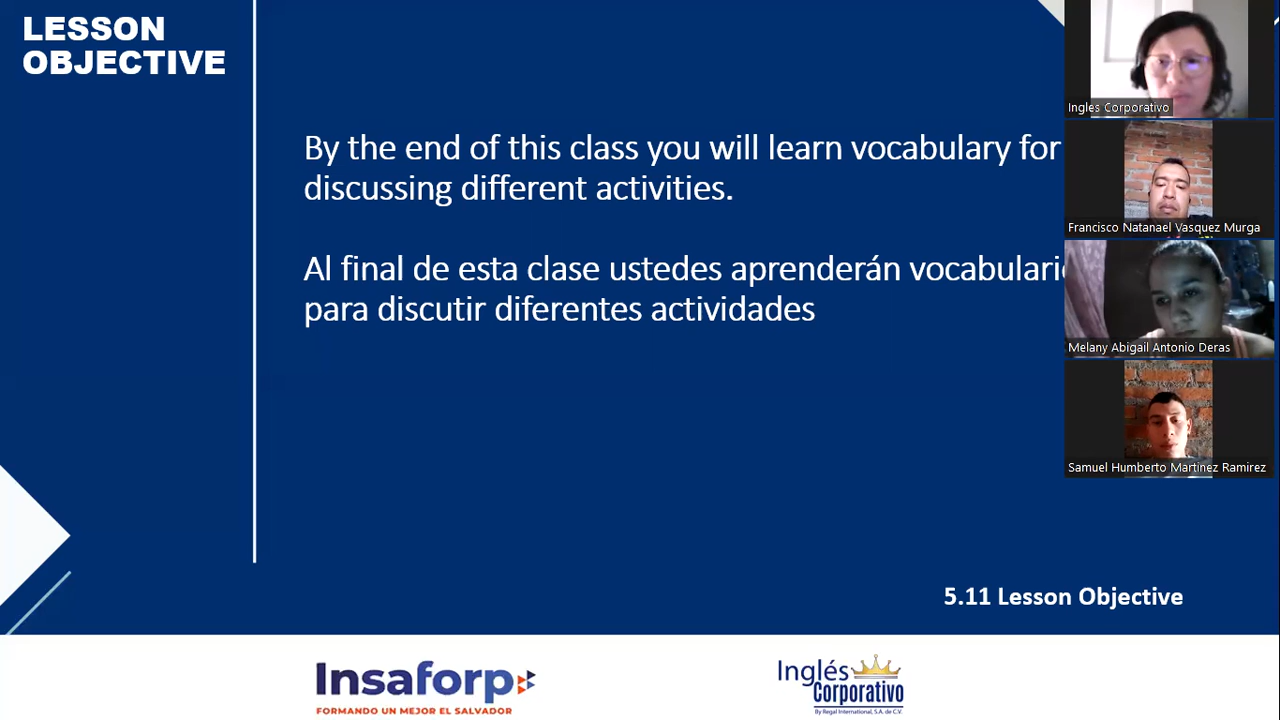 LESSON
OBJECTIVE
By the end of this class you will learn vocabulary for
discussing different activities.
Al final de esta clase ustedes aprenderán vocabulari
para discutir diferentes actividades
5.11 Lesson Objective
Insaforp
FORMANDO UN MEJOR EL SALVADOR
Inglés
Corporativo
By Regal International, S.A. de C.V.
Ingles Corporativo
Francisco Natanael Vasquez Murga
Melany Abigail Antonio Deras
Samuel Humberto Martinez Ramirez